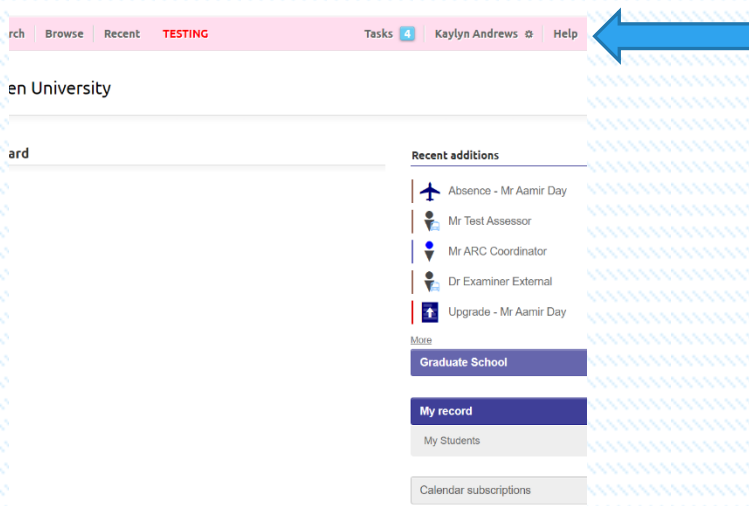 rch Browse Recent TESTING Tasks 4 Kaylyn Andrews Help
en University
ard
Recent additions
Absence - Mr Aamir Day
Mr Test Assessor
Mr ARC Coordinator
Dr Examiner External
Upgrade - Mr Aamir Day
More
Graduate School
My record
My Students
Calendar subscriptions